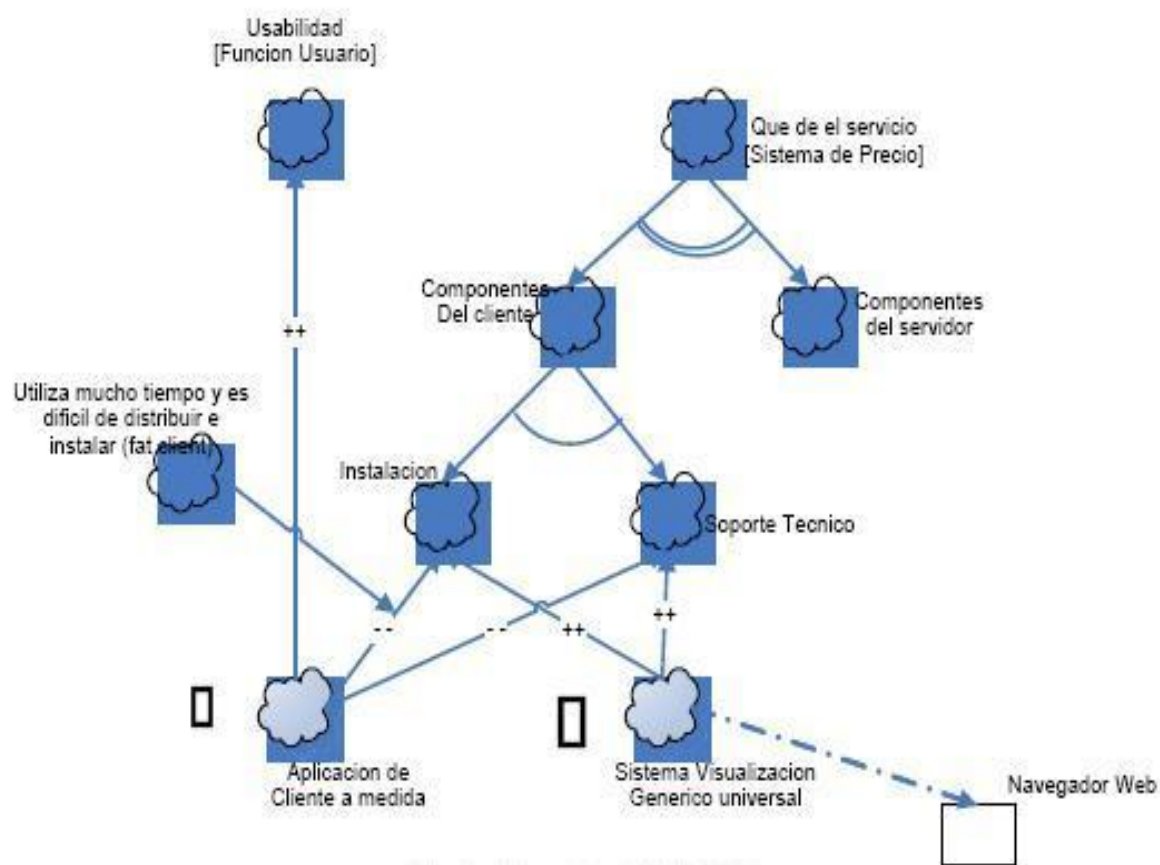 Usabilidad
[Funcion Usuario]
Que de el servicio
[Sistema de Precio]
Componentes
Del cliente
Componentes
del servidor
++
Utiliza mucho tiempo y es
dificil de distribuir e
instalar (fat client)
Instalacion
Soporte Tecnico
--
--
++
++
Aplicacion de
Cliente a medida
Sistema Visualizacion
Generico universal
Navegador Web